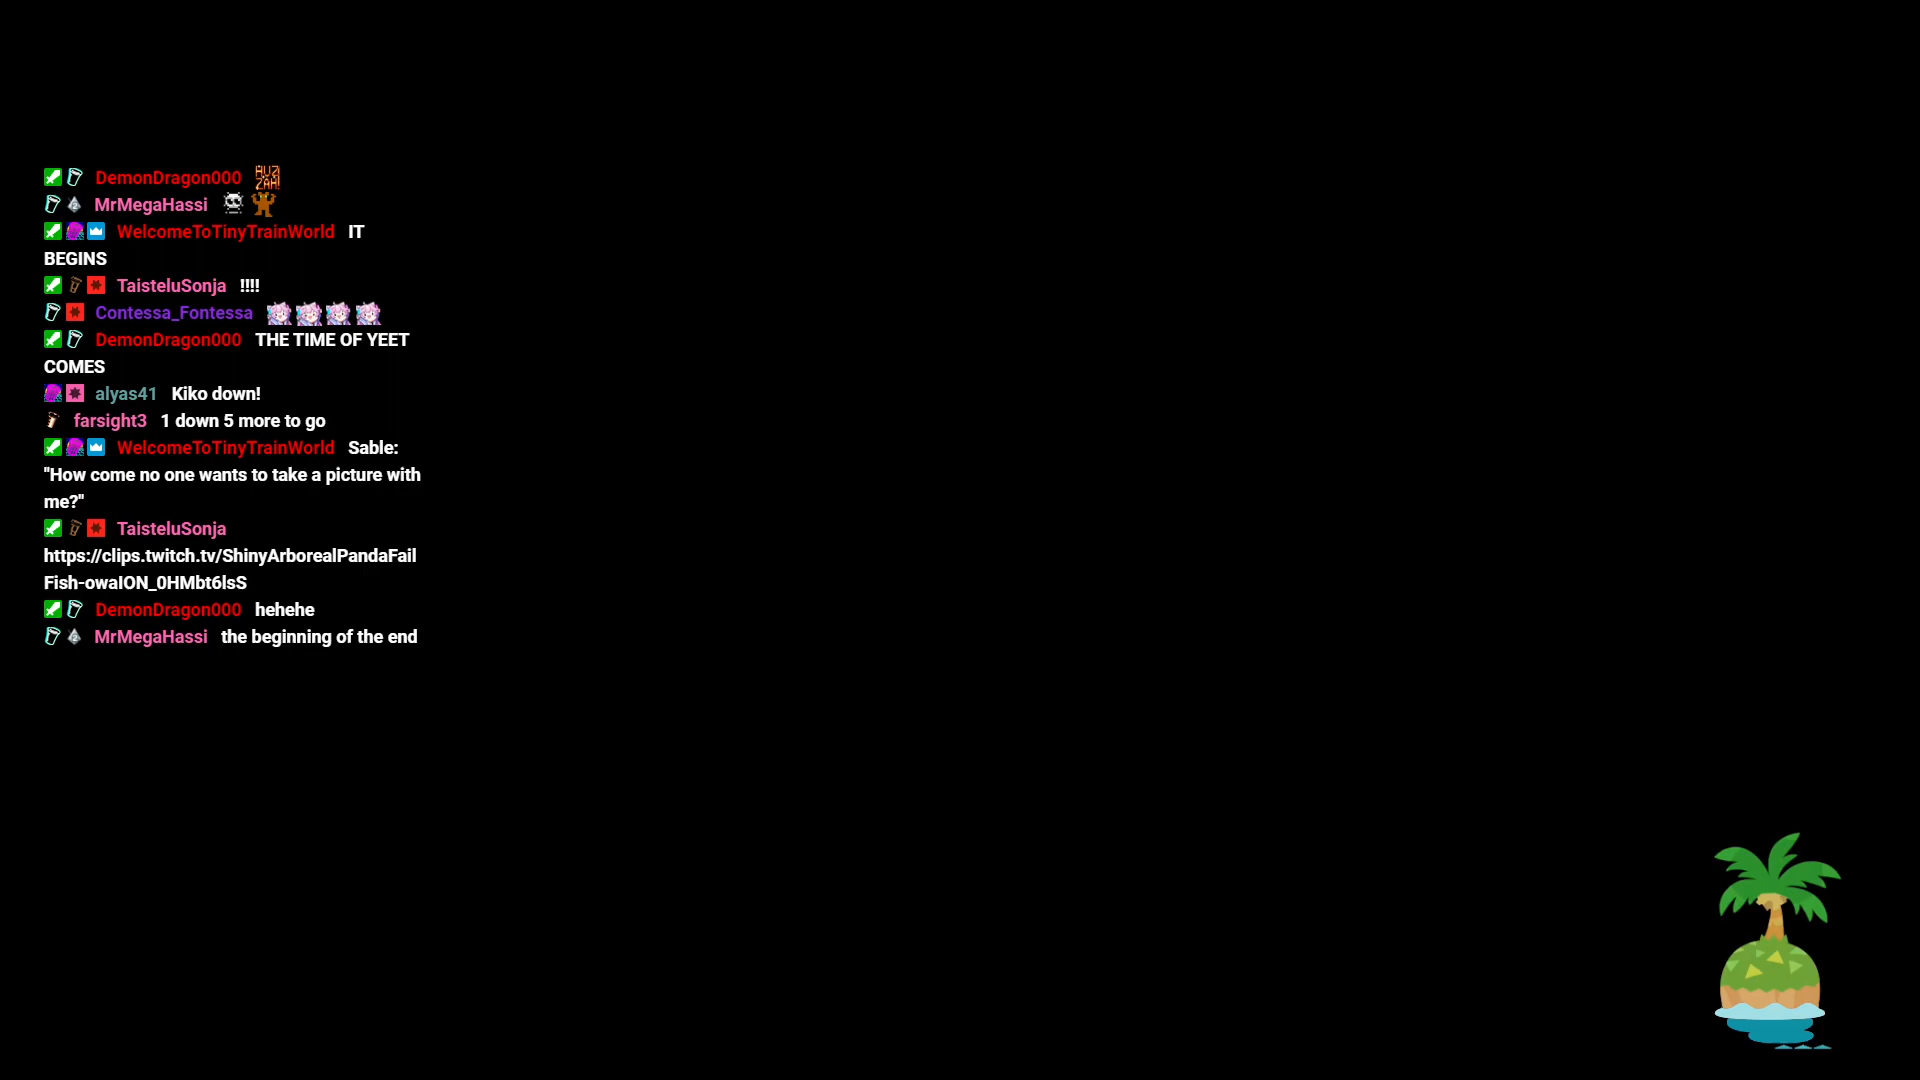 DemonDragon000 HUZ
ZAH!
MrMegaHassi
WelcomeToTinyTrainWorld IT
BEGINS
TaisteluSonja !!!!
Contessa_Fontessa
DemonDragon000 THE TIME OF YEET
COMES
alyas41 Kiko down!
farsight3 1 down 5 more to go
WelcomeToTinyTrainWorld Sable:
"How come no one wants to take a picture with
me?"
TaisteluSonja
https://clips.twitch.tv/ShinyArborealPandaFail
Fish-owaION_0HMbt6lsS
DemonDragon000 hehehe
MrMegaHassi the beginning of the end